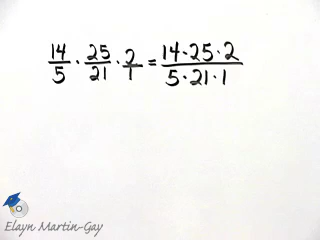 14/5 · 25/21 · 2/1 = 14·25·2/5·21·1
Elayn Martin-Gay